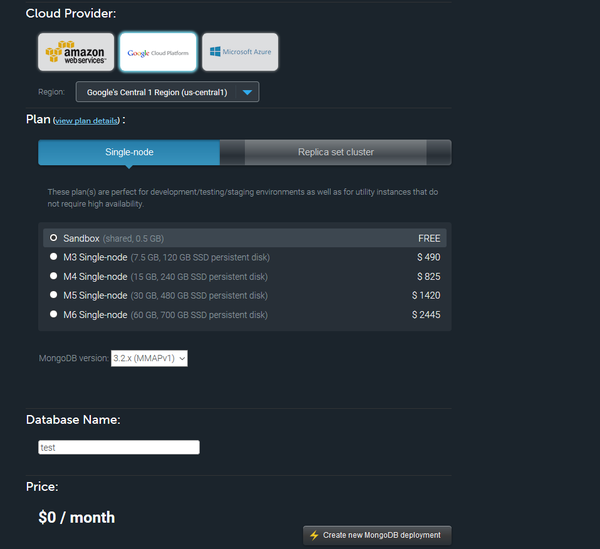 Cloud Provider:
amazon
webservices™
Google Cloud Platform
Microsoft Azure
Region:
Google's Central 1 Region (us-central1)
Plan (view plan details) :
Single-node
Replica set cluster
These plan(s) are perfect for development/testing/staging environments as well as for utility instances that do
not require high availability.
Sandbox (shared, 0.5 GB) FREE
M3 Single-node (7.5 GB, 120 GB SSD persistent disk) $ 490
M4 Single-node (15 GB, 240 GB SSD persistent disk) $ 825
M5 Single-node (30 GB, 480 GB SSD persistent disk) $ 1420
M6 Single-node (60 GB, 700 GB SSD persistent disk) $ 2445
MongoDB version: 3.2.x (MMAPv1)
Database Name:
test
Price:
$0 / month
Create new MongoDB deployment